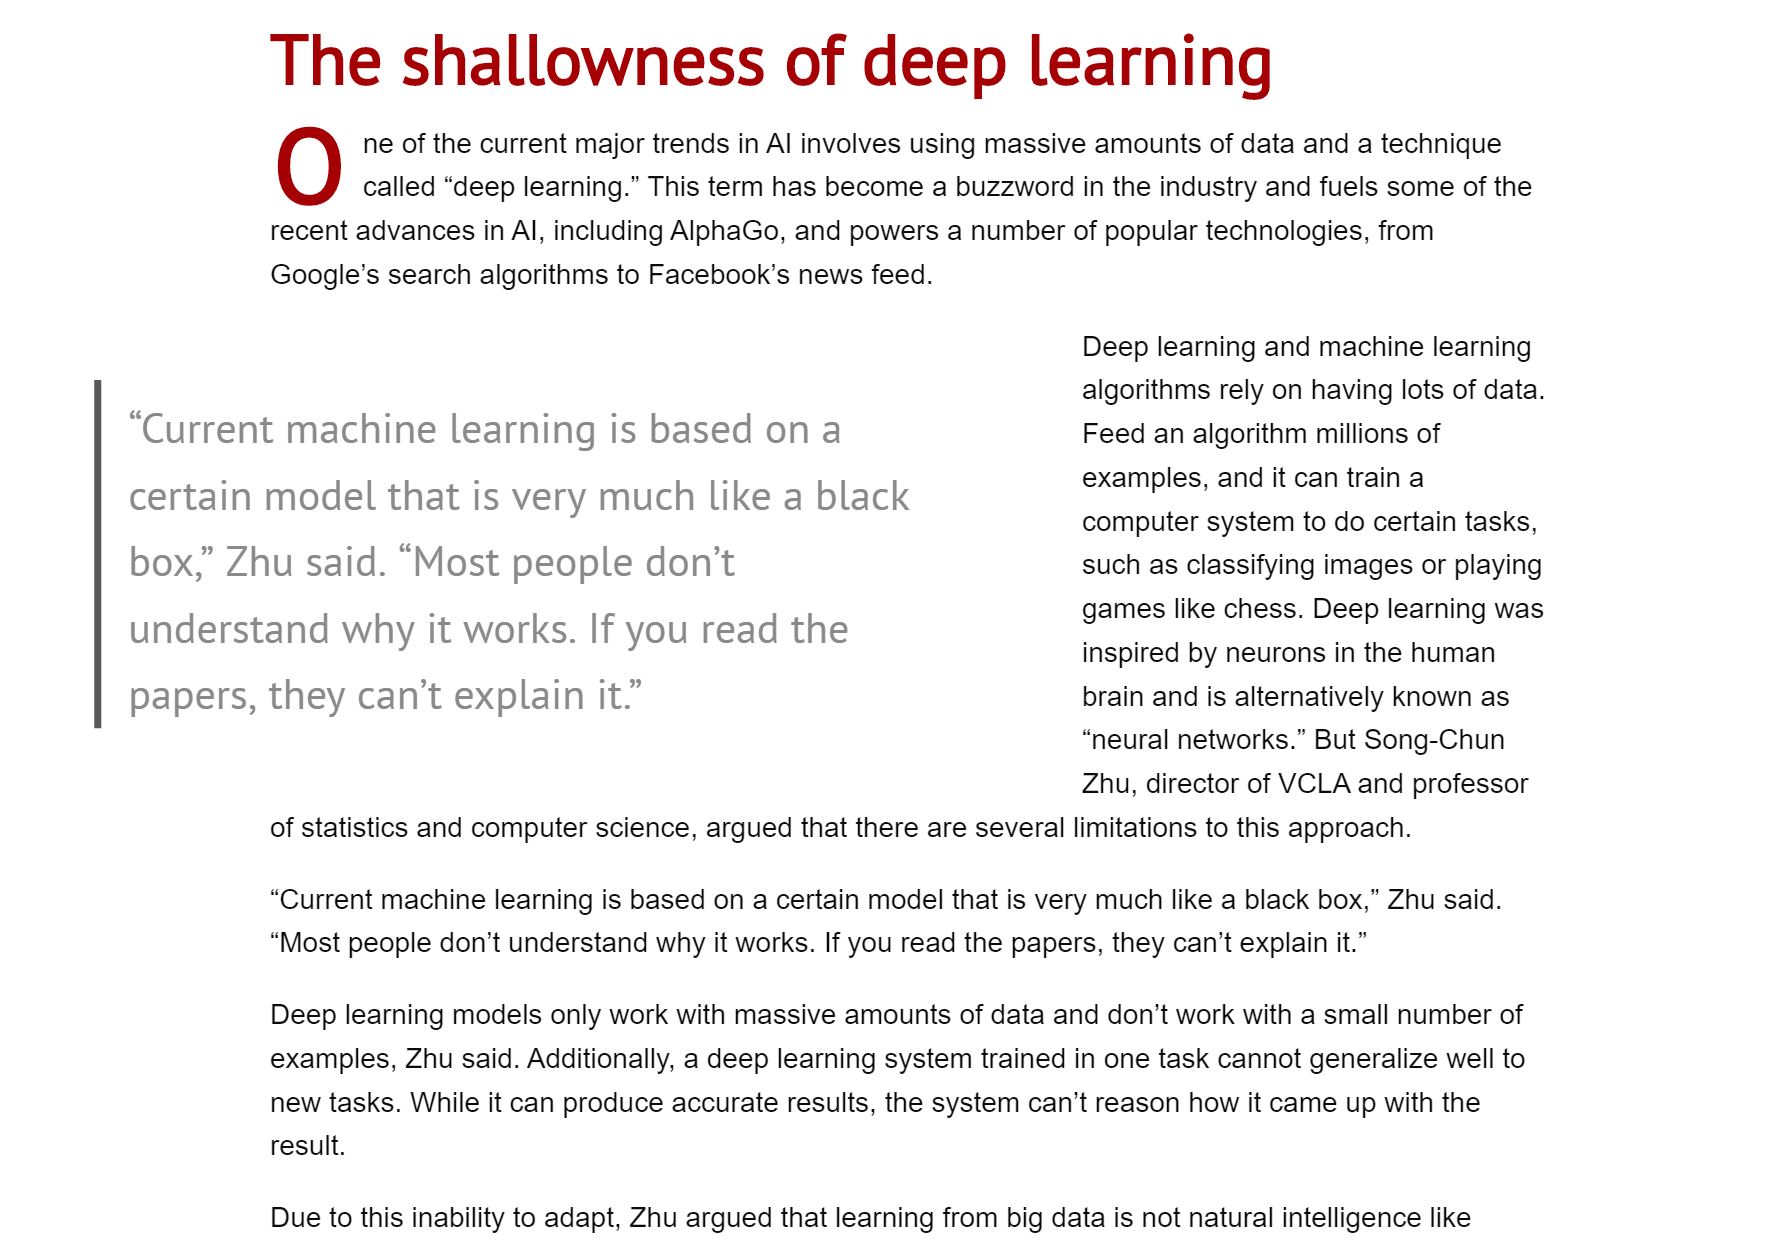 The shallowness of deep learning
One of the current major trends in AI involves using massive amounts of data and a technique
called “deep learning.” This term has become a buzzword in the industry and fuels some of the
recent advances in AI, including AlphaGo, and powers a number of popular technologies, from
Google’s search algorithms to Facebook’s news feed.
“Current machine learning is based on a
certain model that is very much like a black
box,” Zhu said. “Most people don’t
understand why it works. If you read the
papers, they can’t explain it.”
Deep learning and machine learning
algorithms rely on having lots of data.
Feed an algorithm millions of
examples, and it can train a
computer system to do certain tasks,
such as classifying images or playing
games like chess. Deep learning was
inspired by neurons in the human
brain and is alternatively known as
“neural networks.” But Song-Chun
Zhu, director of VCLA and professor
of statistics and computer science, argued that there are several limitations to this approach.
“Current machine learning is based on a certain model that is very much like a black box,” Zhu said.
“Most people don’t understand why it works. If you read the papers, they can’t explain it.”
Deep learning models only work with massive amounts of data and don’t work with a small number of
examples, Zhu said. Additionally, a deep learning system trained in one task cannot generalize well to
new tasks. While it can produce accurate results, the system can’t reason how it came up with the
result.
Due to this inability to adapt, Zhu argued that learning from big data is not natural intelligence like